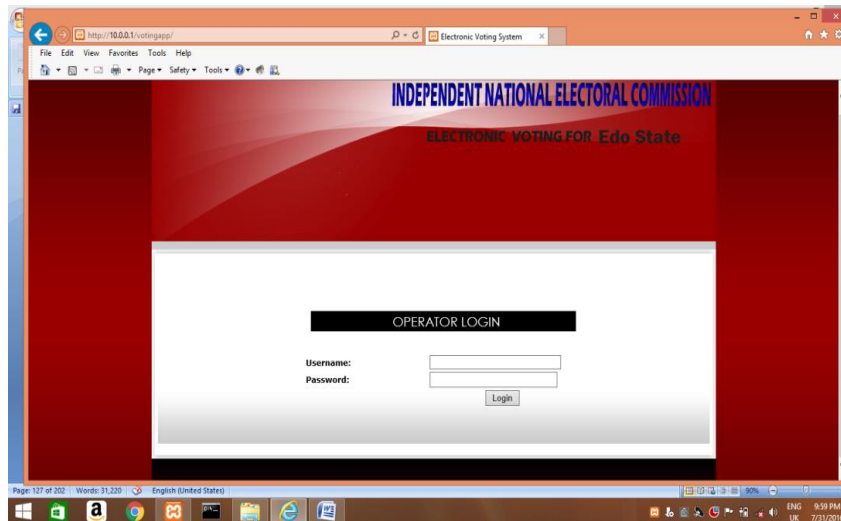 http://10.0.0.1/votingapp/
Electronic Voting System
File Edit View Favorites Tools Help
Page Safety Tools
INDEPENDENT NATIONAL ELECTORAL COMMISSION
ELECTRONIC VOTING FOR Edo State
OPERATOR LOGIN
Username:
Password:
Login
Page: 127 of 202 Words: 31,220 English (United States) 90%
ENG 9:59 PM
UK